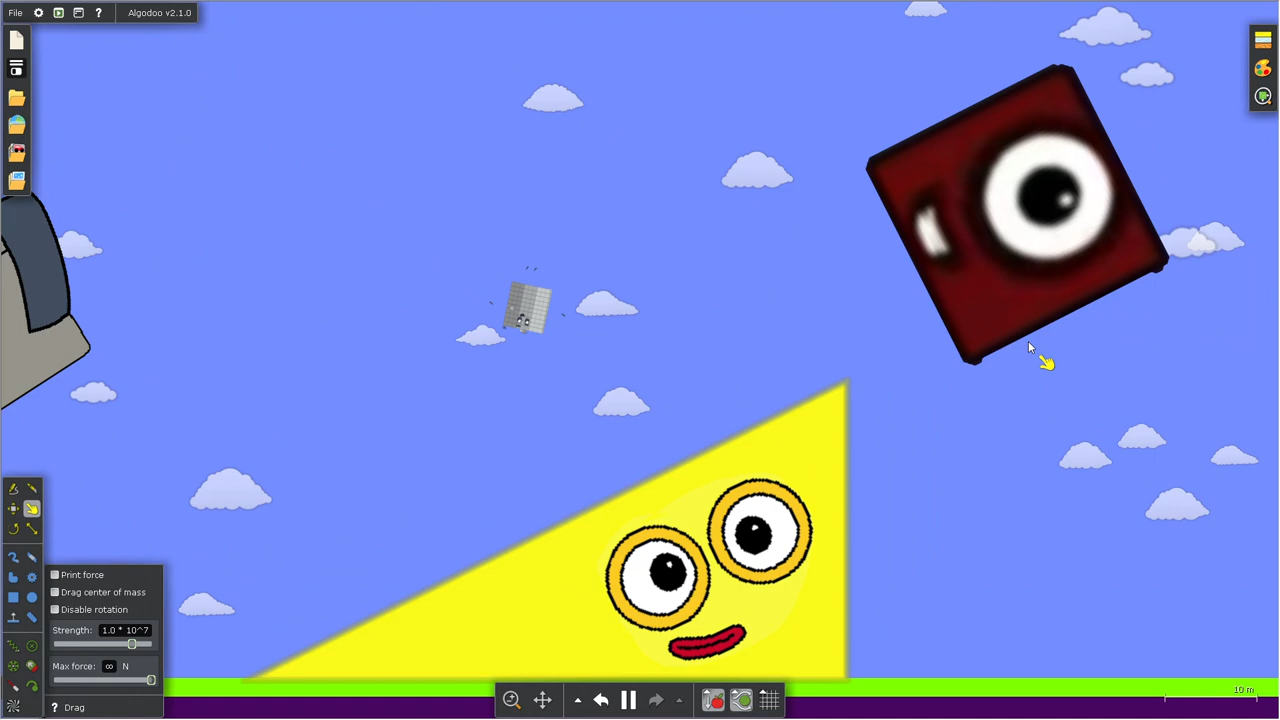 File ? Algodoo v2.1.0
Print force
Drag center of mass
Disable rotation
Strength: 1.0 * 10^7
Max force: ∞ N
? Drag
10 m